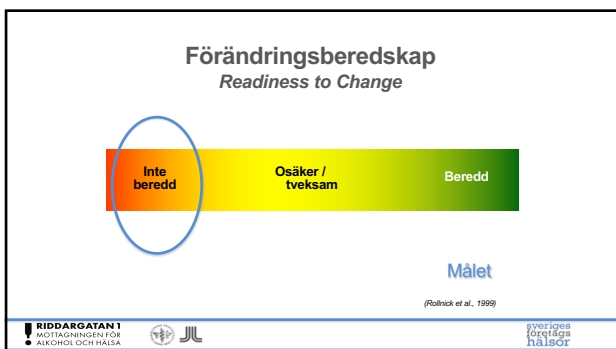 Förändringsberedskap
Readiness to Change
Inte
beredd
Osäker /
tveksam
Beredd
Målet
(Rollnick et al., 1999)
RIDDARGATAN 1
MOTTAGNINGEN FÖR
ALKOHOL OCH HÄLSA
sveriges
företags
hälsor